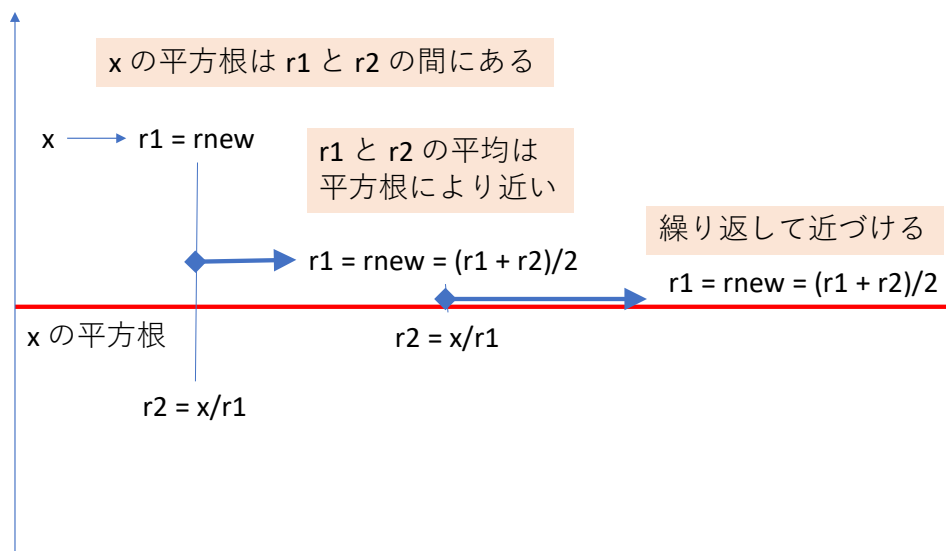 x の平方根は r1 と r2 の間にある
x
r1 = rnew
r1 と r2 の平均は
平方根により近い
繰り返して近づける
r1 = rnew = (r1 + r2)/2
r1 = rnew = (r1 + r2)/2
x の平方根
r2 = x/r1
r2 = x/r1